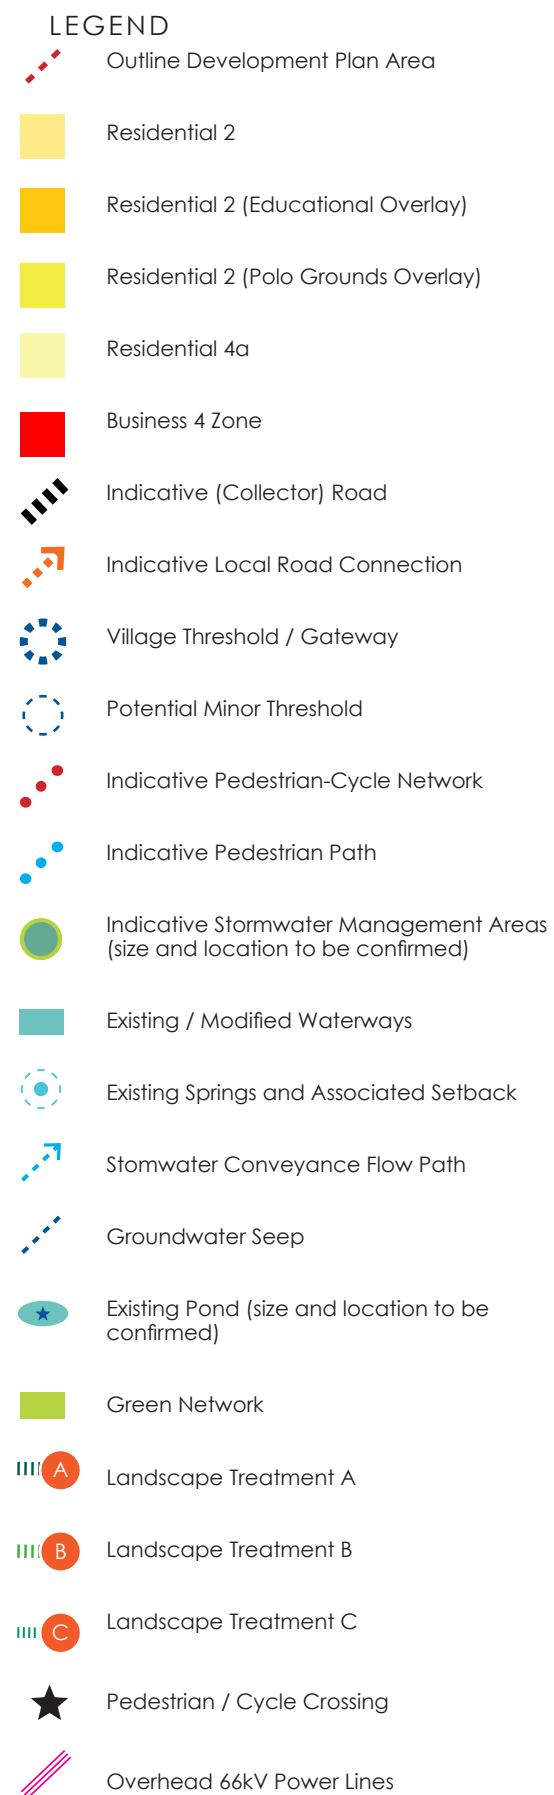 LEGEND
Outline Development Plan Area
Residential 2
Residential 2 (Educational Overlay)
Residential 2 (Polo Grounds Overlay)
Residential 4a
Business 4 Zone
Indicative (Collector) Road
Indicative Local Road Connection
Village Threshold / Gateway
Potential Minor Threshold
Indicative Pedestrian-Cycle Network
Indicative Pedestrian Path
Indicative Stormwater Management Areas
(size and location to be confirmed)
Existing / Modified Waterways
Existing Springs and Associated Setback
Stomwater Conveyance Flow Path
Groundwater Seep
Existing Pond (size and location to be
confirmed)
Green Network
A Landscape Treatment A
B Landscape Treatment B
C Landscape Treatment C
Pedestrian / Cycle Crossing
Overhead 66kV Power Lines